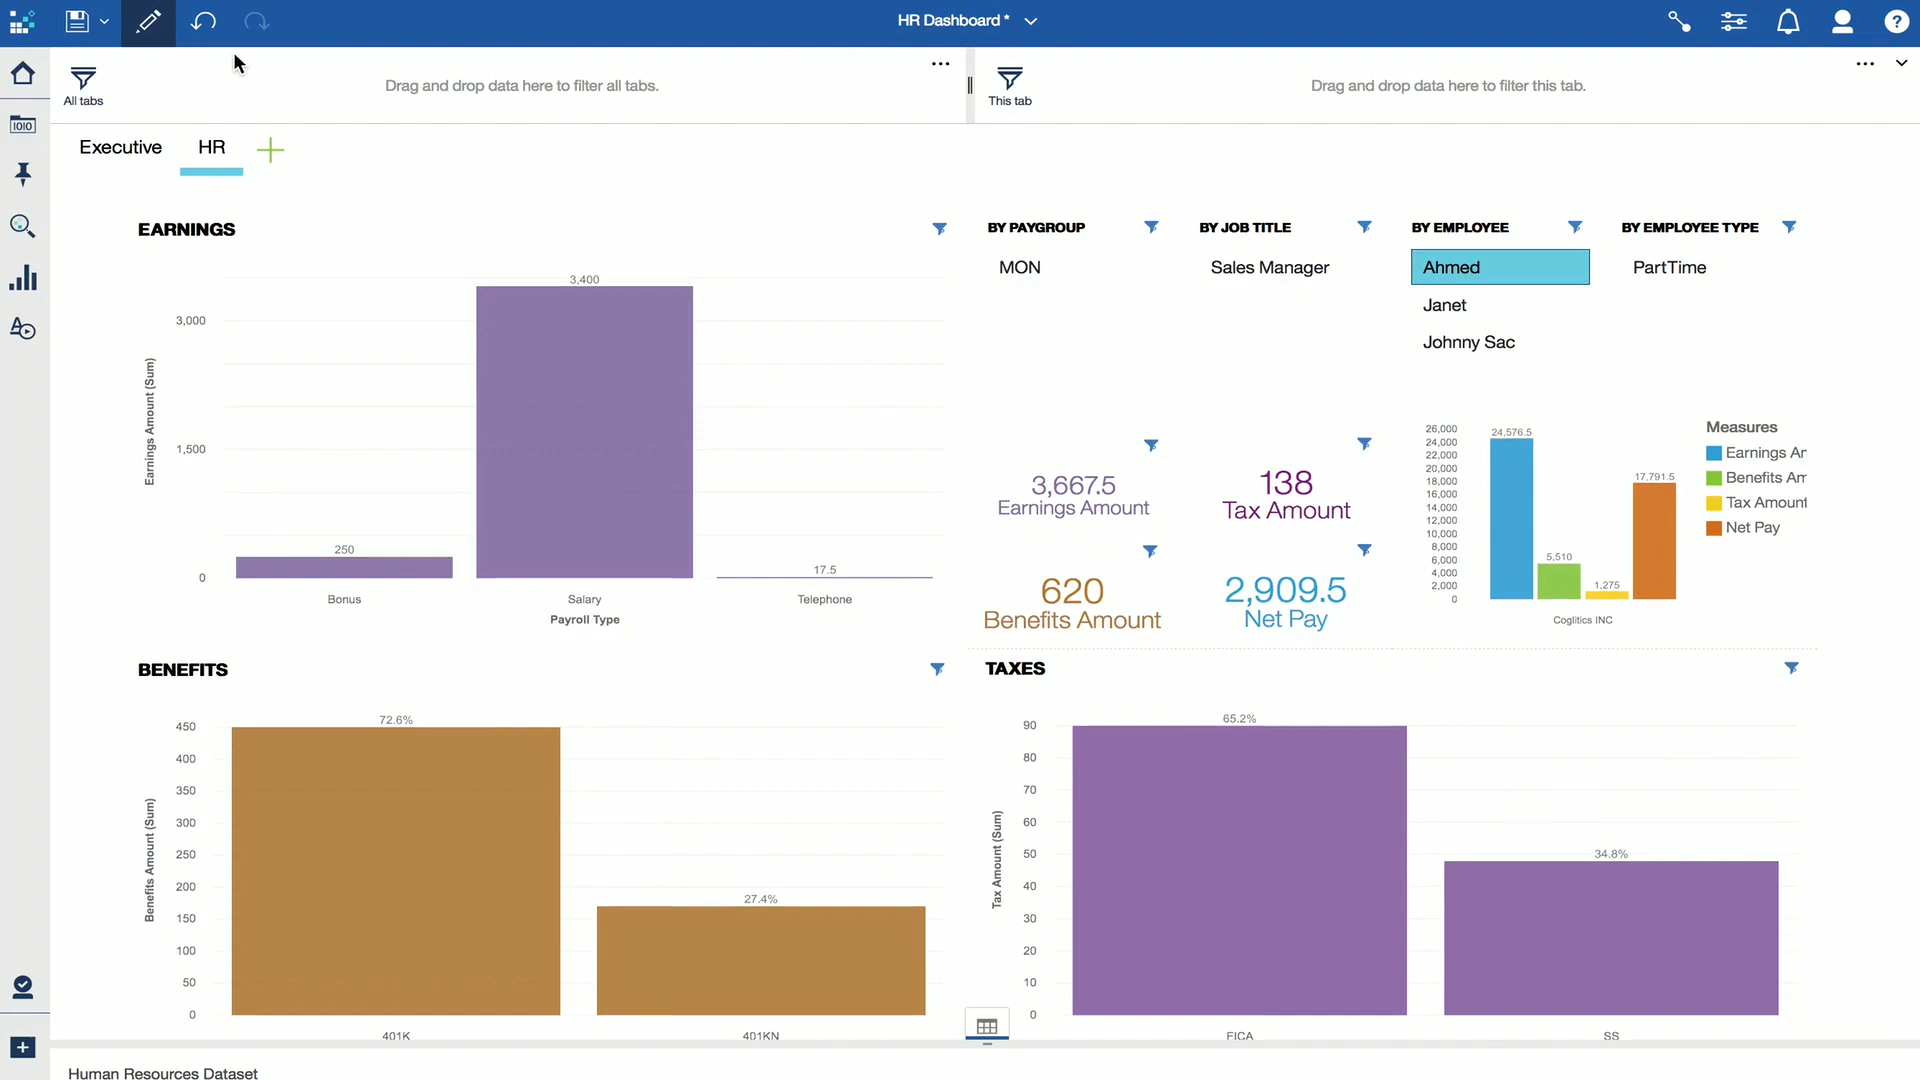 HR Dashboard *
All tabs
Drag and drop data here to filter all tabs.
This tab
Drag and drop data here to filter this tab.
Executive
HR
EARNINGS
Earnings Amount (Sum)
3,000
1,500
0
250
3,400
17.5
Bonus
Salary
Telephone
Payroll Type
BY PAYGROUP
MON
BY JOB TITLE
Sales Manager
BY EMPLOYEE
Ahmed
Janet
Johnny Sac
BY EMPLOYEE TYPE
PartTime
3,667.5
Earnings Amount
138
Tax Amount
620
Benefits Amount
2,909.5
Net Pay
26,000
24,000
22,000
20,000
18,000
16,000
14,000
12,000
10,000
8,000
6,000
4,000
2,000
0
24,576.5
5,510
1,275
17,791.5
Coglitics INC
Measures
Earnings Ar
Benefits Am
Tax Amount
Net Pay
BENEFITS
Benefits Amount (Sum)
450
400
350
300
250
200
150
100
50
0
72.6%
27.4%
401K
401KN
TAXES
Tax Amount (Sum)
90
80
70
60
50
40
30
20
10
0
65.2%
34.8%
FICA
SS
Human Resources Dataset